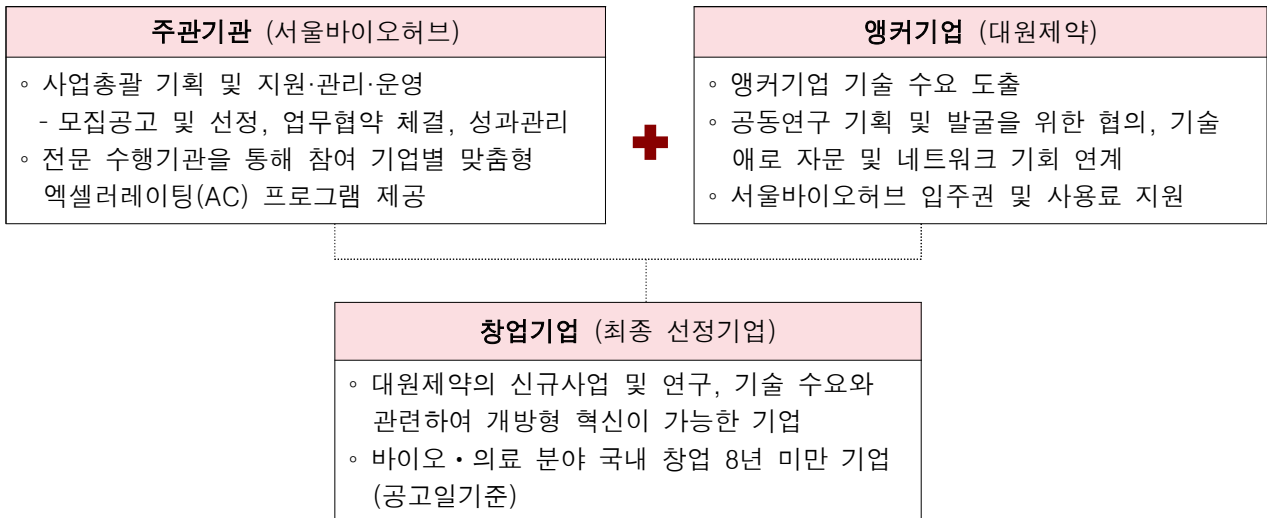 주관기관 (서울바이오허브)
◦ 사업총괄 기획 및 지원·관리·운영
- 모집공고 및 선정, 업무협약 체결, 성과관리
◦ 전문 수행기관을 통해 참여 기업별 맞춤형
엑셀러레이팅(AC) 프로그램 제공
앵커기업 (대원제약)
◦ 앵커기업 기술 수요 도출
◦ 공동연구 기획 및 발굴을 위한 협의, 기술
애로 자문 및 네트워크 기회 연계
◦ 서울바이오허브 입주권 및 사용료 지원
창업기업 (최종 선정기업)
◦ 대원제약의 신규사업 및 연구, 기술 수요와
관련하여 개방형 혁신이 가능한 기업
◦ 바이오・의료 분야 국내 창업 8년 미만 기업
(공고일기준)